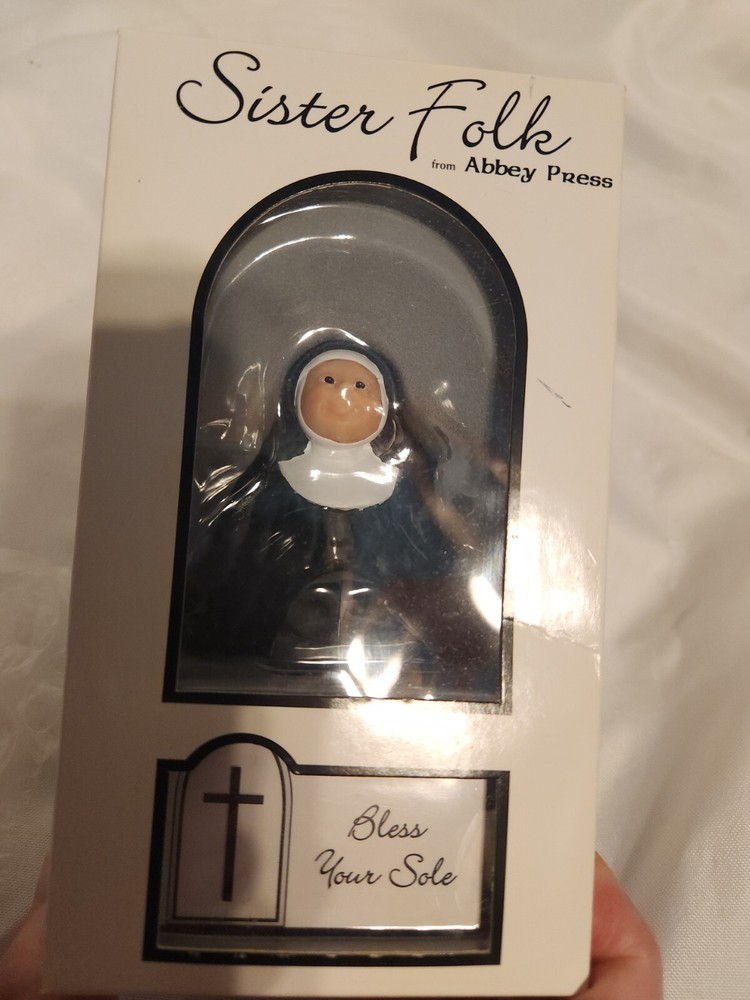 Sister Folk
from Abbey Press
Bless
Your Sole